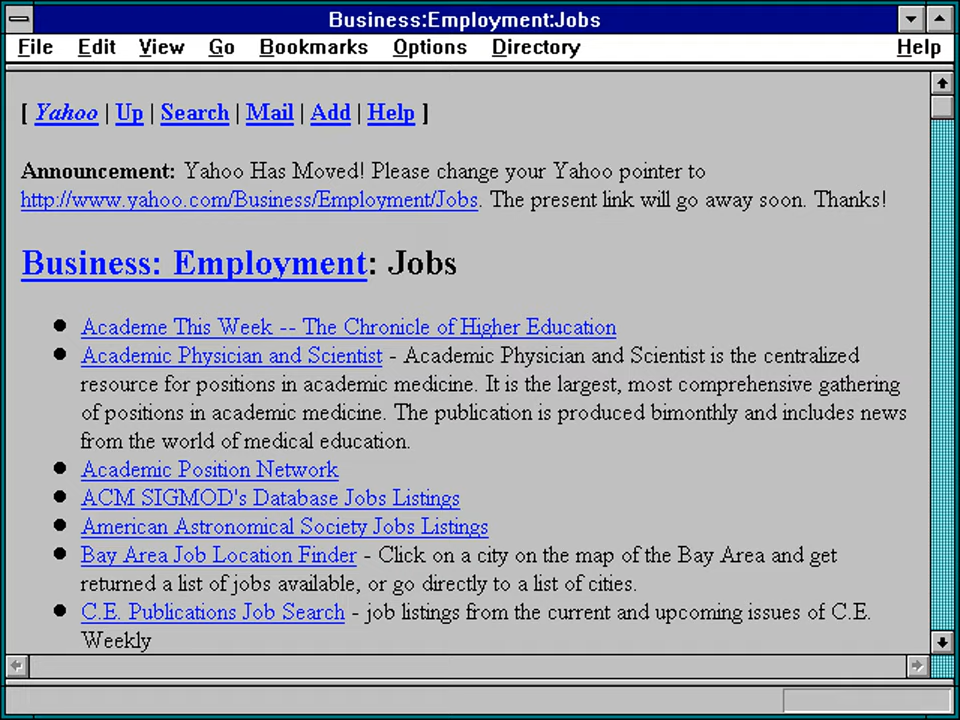 Business:Employment:Jobs
File Edit View Go Bookmarks Options Directory Help
[ Yahoo | Up | Search | Mail | Add | Help ]
Announcement: Yahoo Has Moved! Please change your Yahoo pointer to
http://www.yahoo.com/Business/Employment/Jobs. The present link will go away soon. Thanks!
Business: Employment: Jobs
● Academe This Week -- The Chronicle of Higher Education
● Academic Physician and Scientist - Academic Physician and Scientist is the centralized
resource for positions in academic medicine. It is the largest, most comprehensive gathering
of positions in academic medicine. The publication is produced bimonthly and includes news
from the world of medical education.
● Academic Position Network
● ACM SIGMOD's Database Jobs Listings
● American Astronomical Society Jobs Listings
● Bay Area Job Location Finder - Click on a city on the map of the Bay Area and get
returned a list of jobs available, or go directly to a list of cities.
● C.E. Publications Job Search - job listings from the current and upcoming issues of C.E.
Weekly